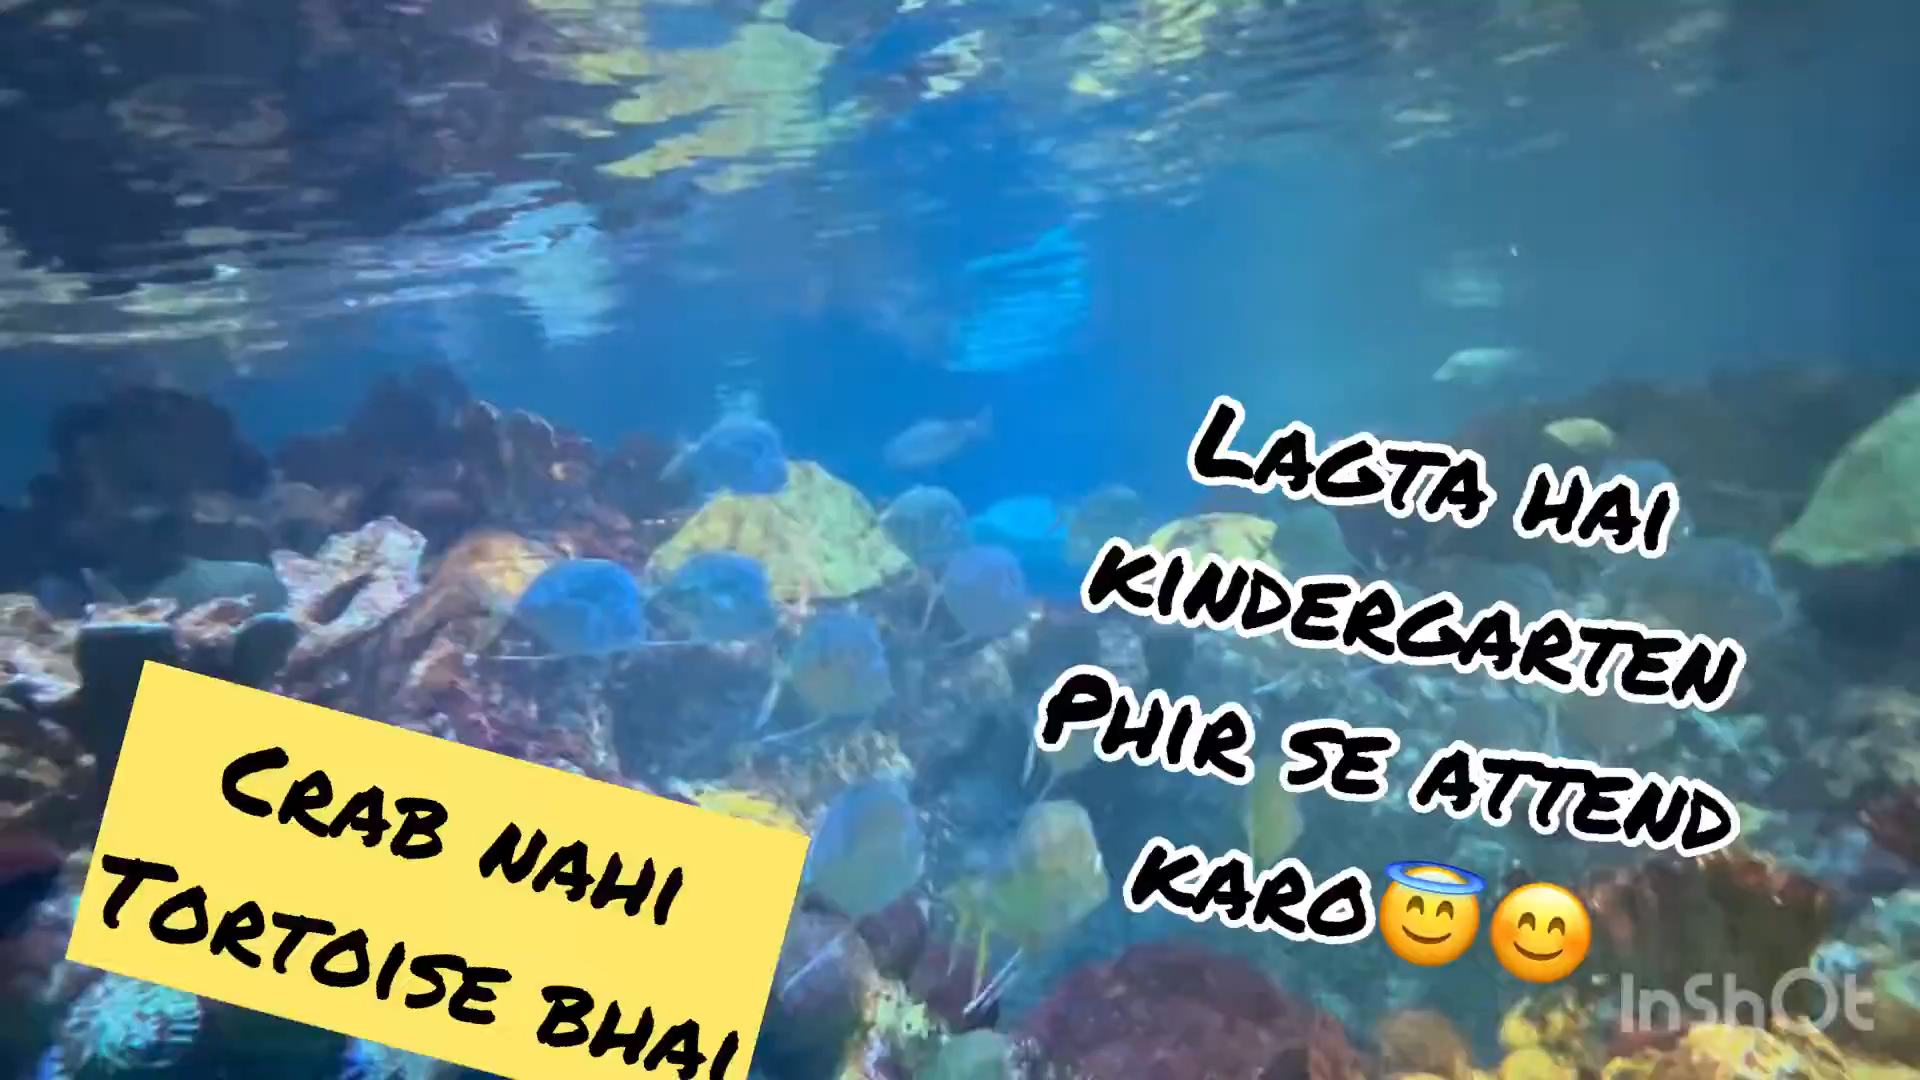 Lagta hai
kindergarten
Phir se attend
karo😇😊
Crab nahi
Tortoise bhai
InShOt